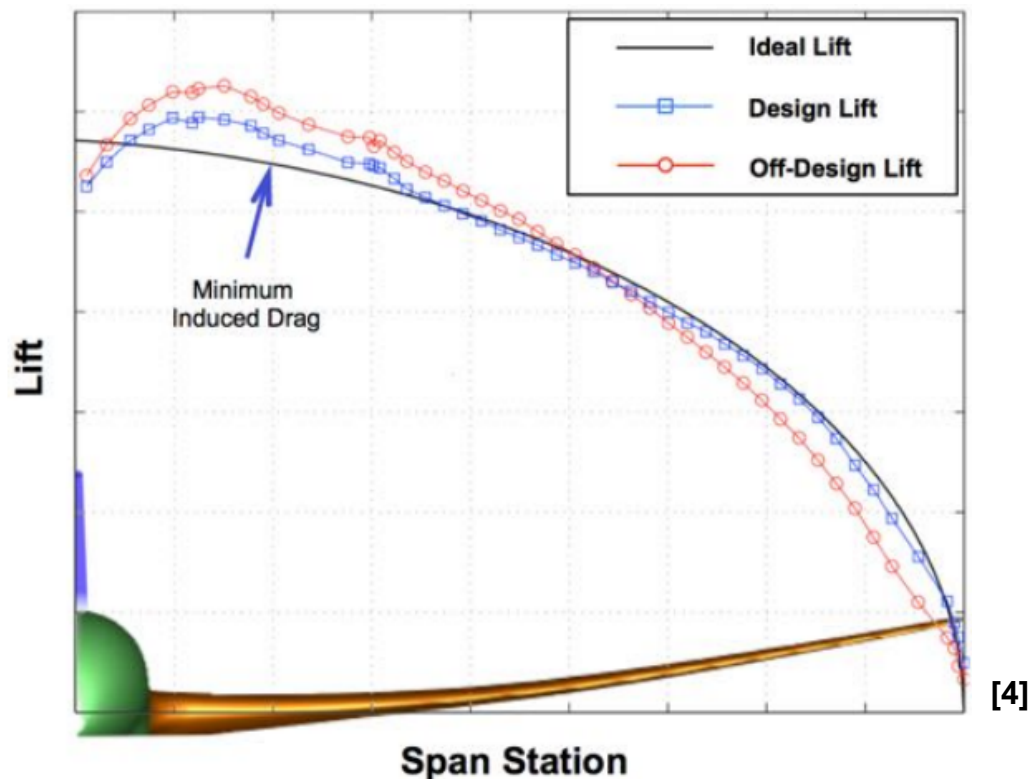 Ideal Lift
Design Lift
Off-Design Lift
Minimum
Induced Drag
Lift
[4]
Span Station